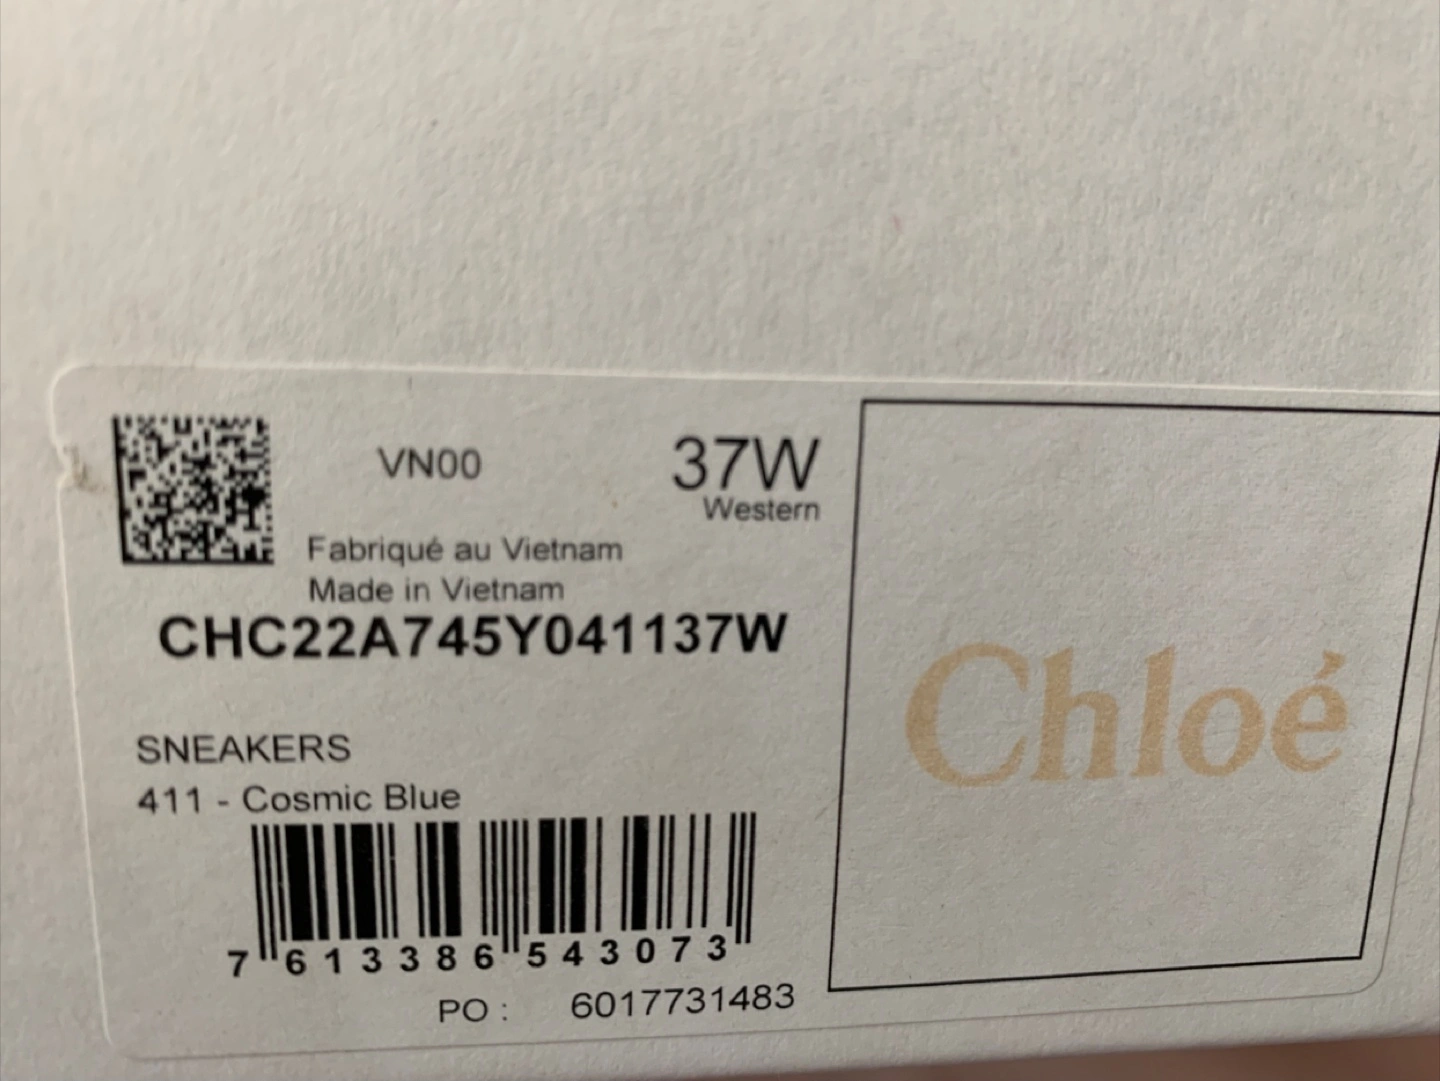 VN00
37W
Western
Fabriqué au Vietnam
Made in Vietnam
CHC22A745Y041137W
SNEAKERS
411 - Cosmic Blue
7 613386 543073
PO : 6017731483
Chloé